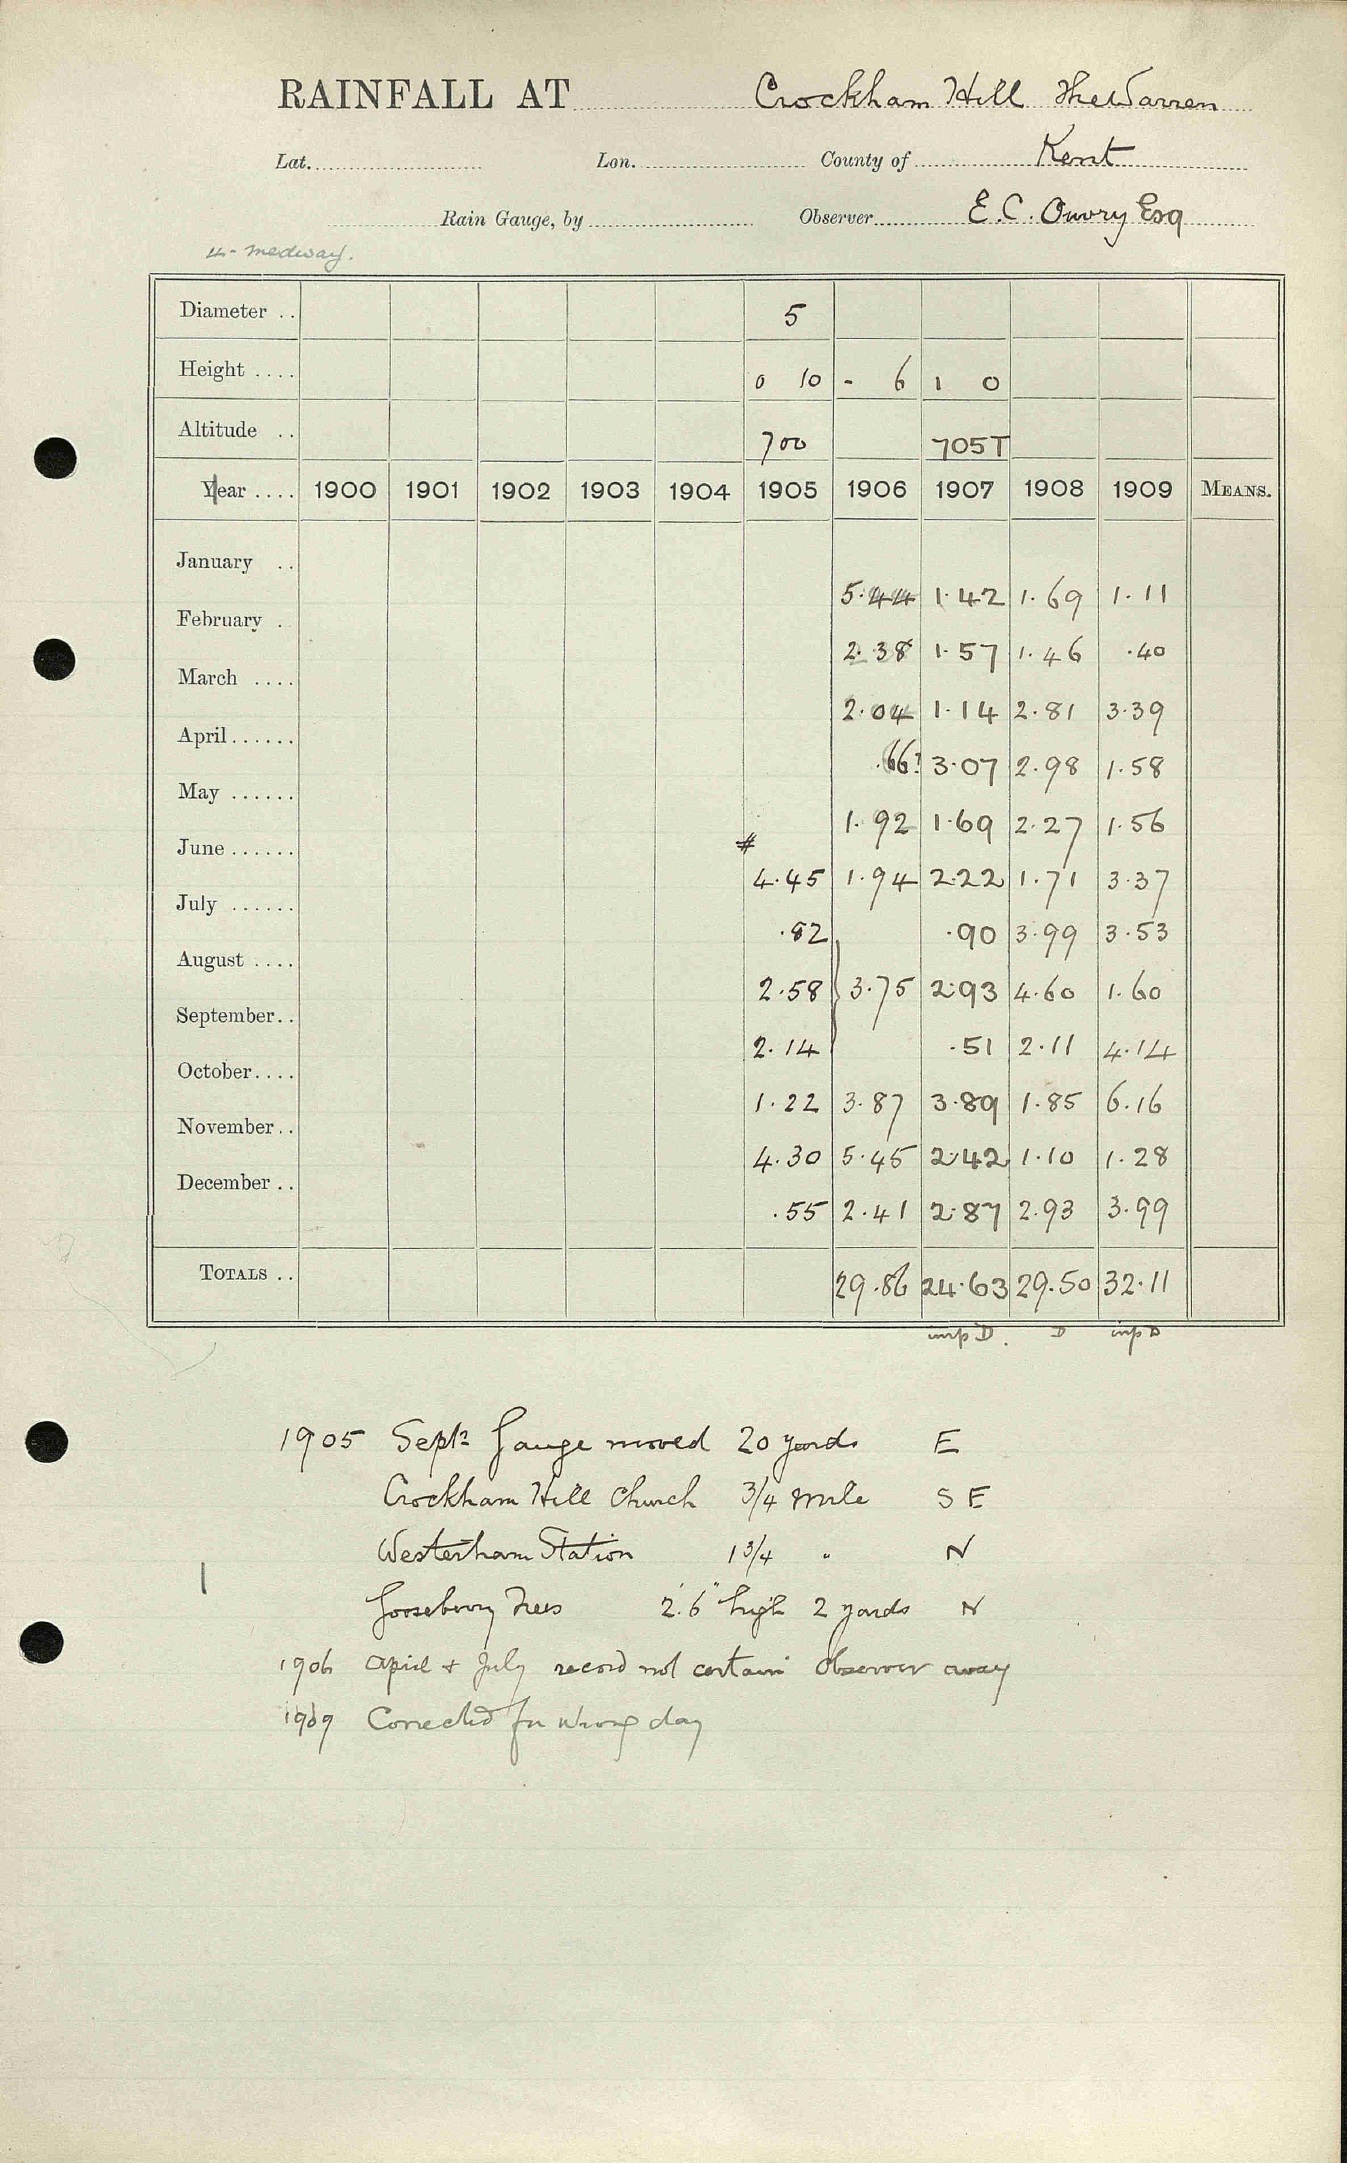 RAINFALL AT Crockham Hill The Warren
Lat. Lon. County of Kent
Rain Gauge, by Observer E. C. Ouvry Esq
4- medway.
Diameter .. 5
Height .... 0 10 - 6 1 0
Altitude .. 700 705T
Year .... 1900 1901 1902 1903 1904 1905 1906 1907 1908 1909 MEANS.
January .. 5.44 1.42 1.69 1.11
February . 2.38 1.57 1.46 .40
March .... 2.04 1.14 2.81 3.39
April...... .66? 3.07 2.98 1.58
May ...... 1.92 1.69 2.27 1.56
#
June ...... 4.45 1.94 2.22 1.71 3.37
July ...... .82 .90 3.99 3.53
August .... 2.58 } 3.75 2.93 4.60 1.60
September.. 2.14 .51 2.11 4.14
October.... 1.22 3.87 3.89 1.85 6.16
November.. 4.30 5.45 2.42 1.10 1.28
December .. .55 2.41 2.87 2.93 3.99
TOTALS .. 29.86 24.63 29.50 32.11
imp D. D imp D
1905 Septr Gauge moved 20 yards E
Crockham Hill Church 3/4 mile S E
Westerham Station 1 3/4 " N
Gooseberry Trees 2'.6" high 2 yards N
1906 April & July record not certain observer away
1909 Corrected for wrong day